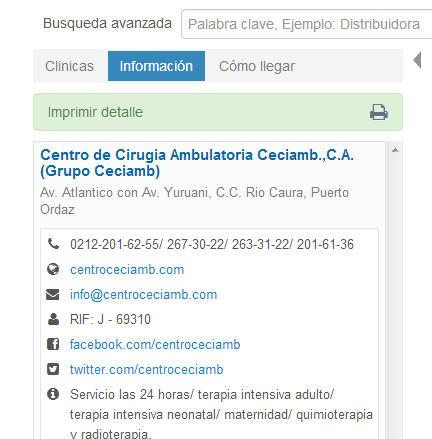 Busqueda avanzada Palabra clave, Ejemplo: Distribuidora
Clinicas Información Cómo llegar
Imprimir detalle
Centro de Cirugia Ambulatoria Ceciamb.,C.A.
(Grupo Ceciamb)
Av. Atlantico con Av. Yuruani, C.C. Rio Caura, Puerto
Ordaz
0212-201-62-55/ 267-30-22/ 263-31-22/ 201-61-36
centroceciamb.com
info@centroceciamb.com
RIF: J - 69310
facebook.com/centroceciamb
twitter.com/centroceciamb
Servicio las 24 horas/ terapia intensiva adulto/
terapia intensiva neonatal/ maternidad/ quimioterapia
y radioterapia.